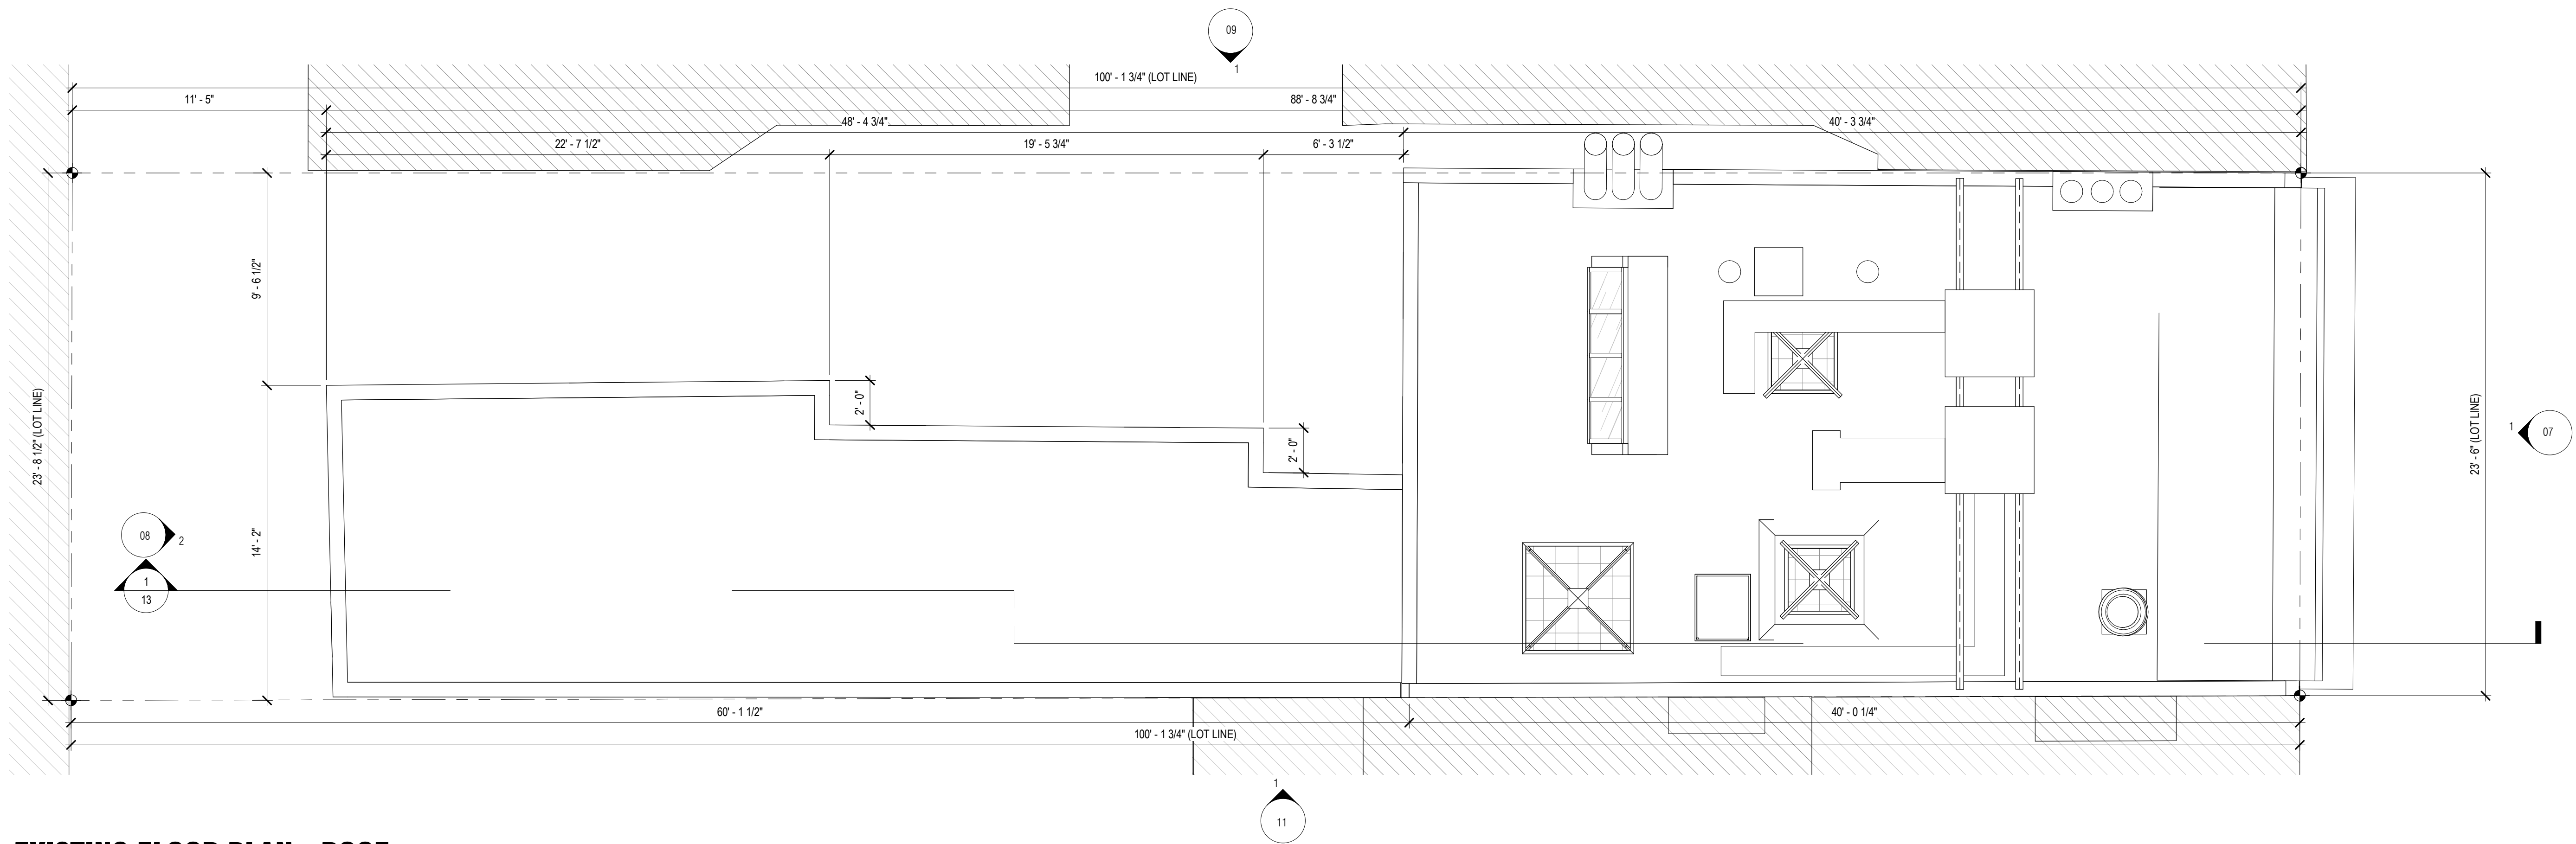 09
1
100' - 1 3/4" (LOT LINE)
11' - 5"
88' - 8 3/4"
48' - 4 3/4"
40' - 3 3/4"
22' - 7 1/2"
19' - 5 3/4"
6' - 3 1/2"
9' - 6 1/2"
23' - 8 1/2" (LOT LINE)
2' - 0"
2' - 0"
23' - 6" (LOT LINE)
1
07
08
2
14' - 2"
1
13
60' - 1 1/2"
40' - 0 1/4"
100' - 1 3/4" (LOT LINE)
1
11
EXISTING FLOOR PLAN - ROOF